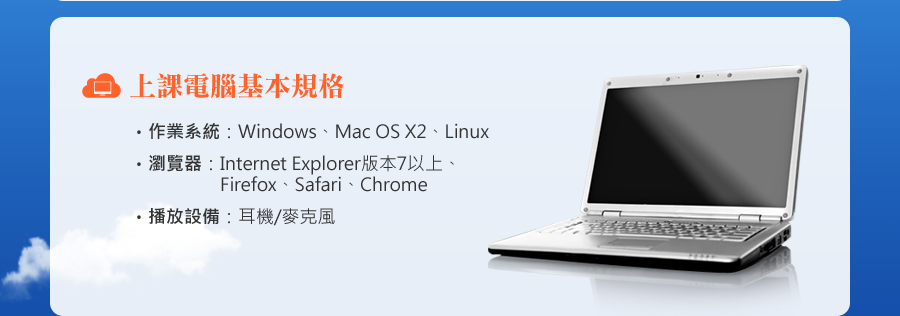 上課電腦基本規格
・作業系統：Windows、Mac OS X2、Linux
・瀏覽器：Internet Explorer版本7以上、
Firefox、Safari、Chrome
・播放設備：耳機/麥克風